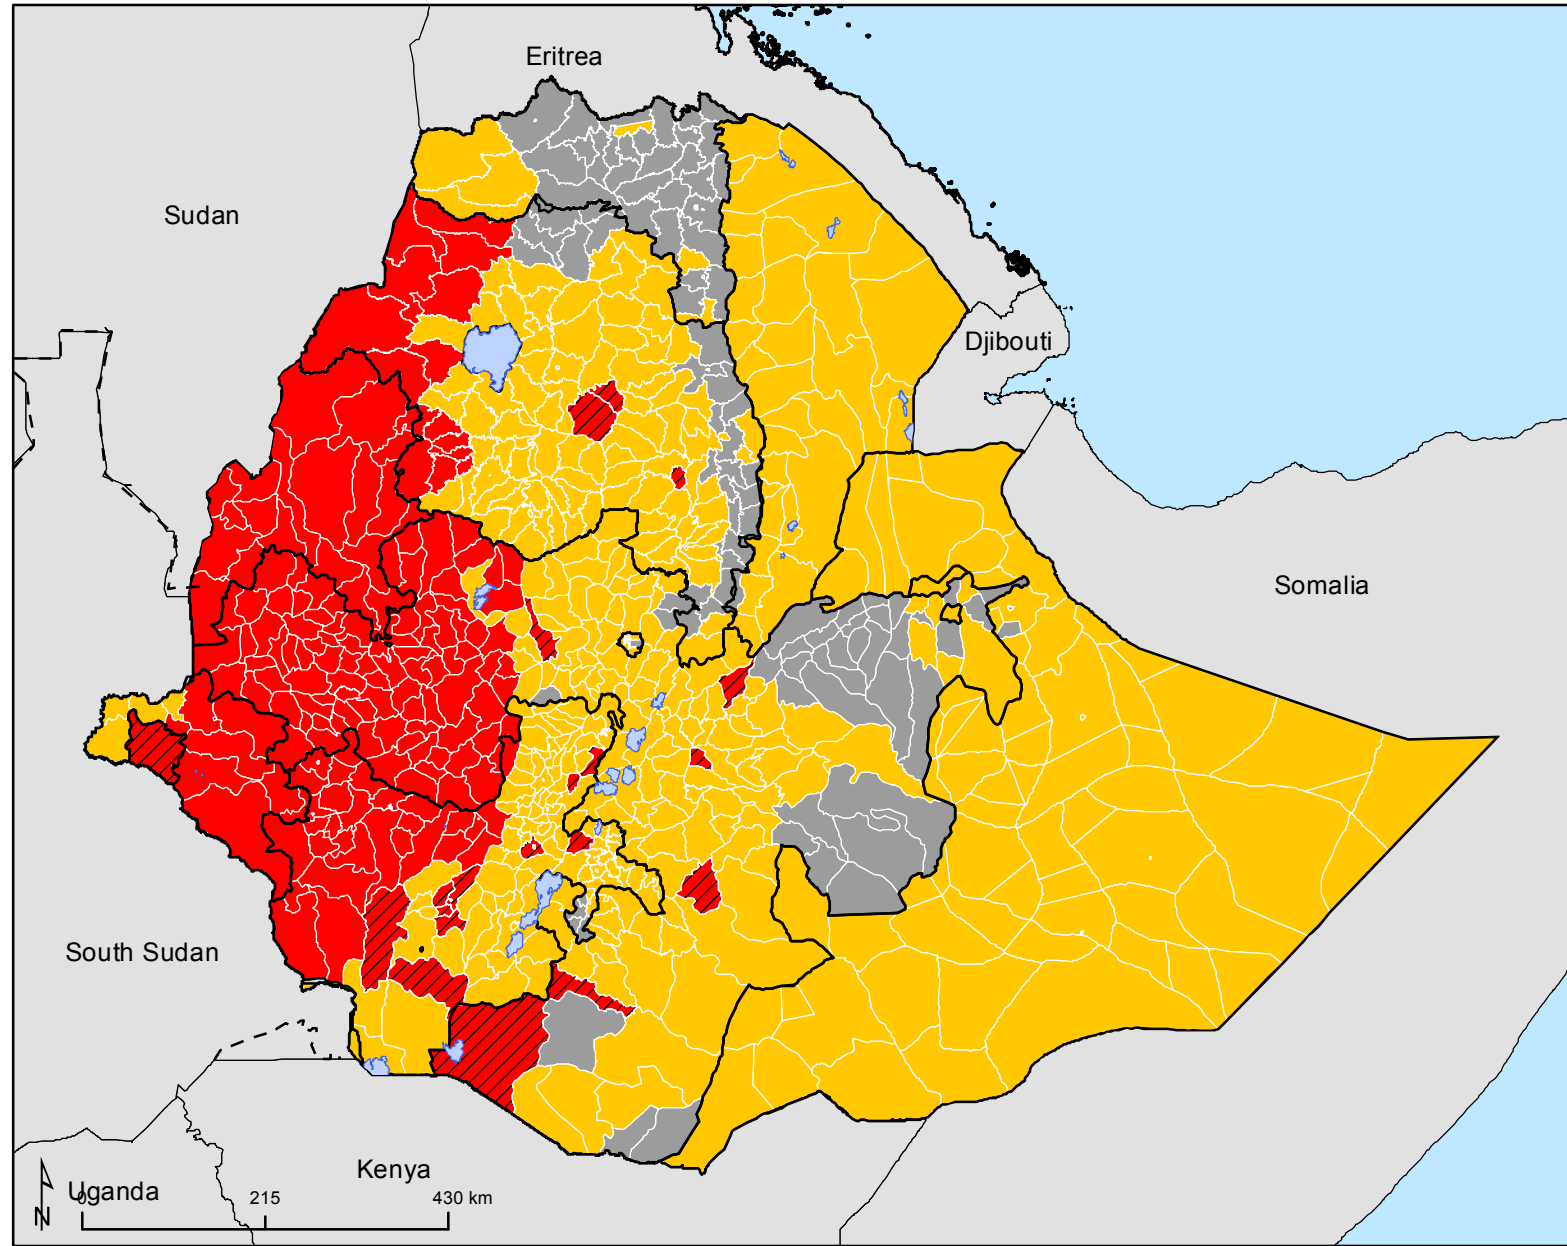 Eritrea
Sudan
Djibouti
Somalia
South Sudan
Kenya
Uganda
0 215 430 km
N